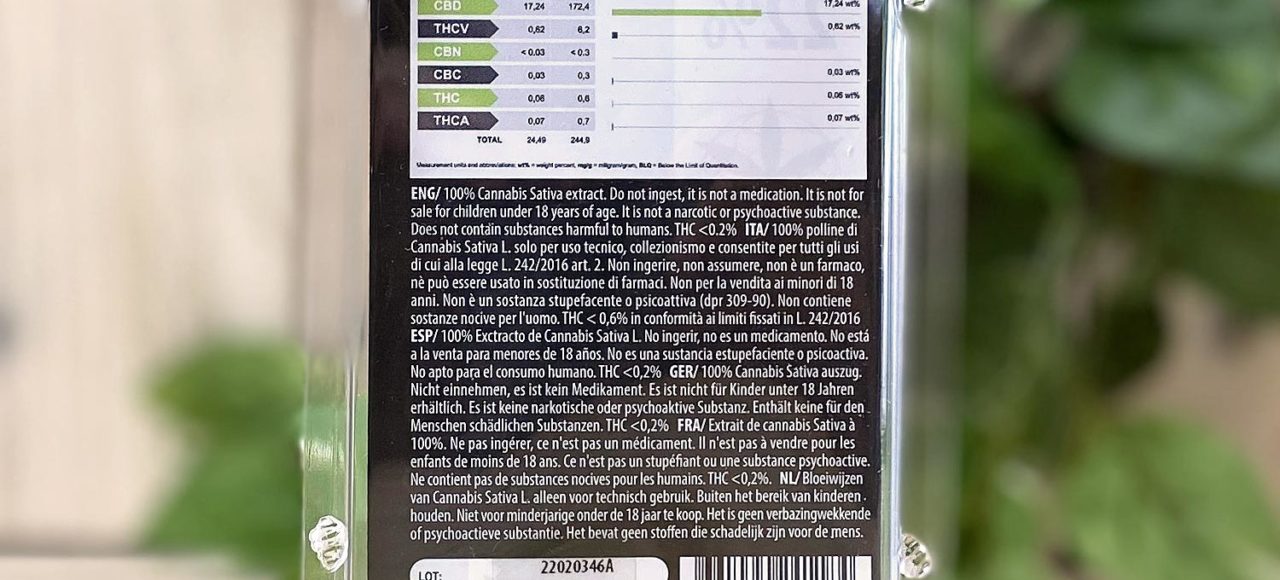 CBD 17,24 172,4 17,24 wt%
THCV 0,62 6,2 0,62 wt%
CBN < 0.03 < 0.3
CBC 0,03 0,3 0,03 wt%
THC 0,06 0,6 0,06 wt%
THCA 0,07 0,7 0,07 wt%
TOTAL 24,49 244,9
Measurement units and abbreviations: wt% = weight percent, mg/g = milligram/gram, BLQ = Below the Limit of Quantitation.
ENG/ 100% Cannabis Sativa extract. Do not ingest, it is not a medication. It is not for
sale for children under 18 years of age. It is not a narcotic or psychoactive substance.
Does not contain substances harmful to humans. THC <0.2% ITA/ 100% polline di
Cannabis Sativa L. solo per uso tecnico, collezionismo e consentite per tutti gli usi
di cui alla legge L. 242/2016 art. 2. Non ingerire, non assumere, non è un farmaco,
nè può essere usato in sostituzione di farmaci. Non per la vendita ai minori di 18
anni. Non è un sostanza stupefacente o psicoattiva (dpr 309-90). Non contiene
sostanze nocive per l'uomo. THC < 0,6% in conformità ai limiti fissati in L. 242/2016
ESP/ 100% Exctracto de Cannabis Sativa L. No ingerir, no es un medicamento. No está
a la venta para menores de 18 años. No es una sustancia estupefaciente o psicoactiva.
No apto para el consumo humano. THC <0,2% GER/ 100% Cannabis Sativa auszug.
Nicht einnehmen, es ist kein Medikament. Es ist nicht für Kinder unter 18 Jahren
erhältlich. Es ist keine narkotische oder psychoaktive Substanz. Enthält keine für den
Menschen schädlichen Substanzen. THC <0,2% FRA/ Extrait de cannabis Sativa à
100%. Ne pas ingérer, ce n'est pas un médicament. Il n'est pas à vendre pour les
enfants de moins de 18 ans. Ce n'est pas un stupéfiant ou une substance psychoactive.
Ne contient pas de substances nocives pour les humains. THC <0,2%. NL/ Bloeiwijzen
van Cannabis Sativa L. alleen voor technisch gebruik. Buiten het bereik van kinderen
houden. Niet voor minderjarige onder de 18 jaar te koop. Het is geen verbazingwekkende
of psychoactieve substantie. Het bevat geen stoffen die schadelijk zijn voor de mens.
LOT: 22020346A